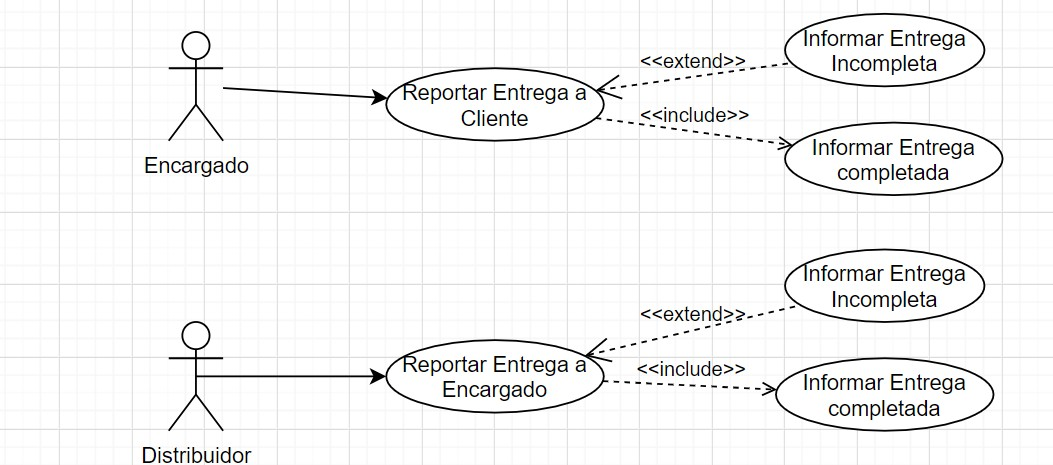 Informar Entrega
Incompleta
<<extend>>
Reportar Entrega a
Cliente
<<include>>
Informar Entrega
completada
Encargado
Informar Entrega
Incompleta
<<extend>>
Reportar Entrega a
Encargado
<<include>>
Informar Entrega
completada
Distribuidor